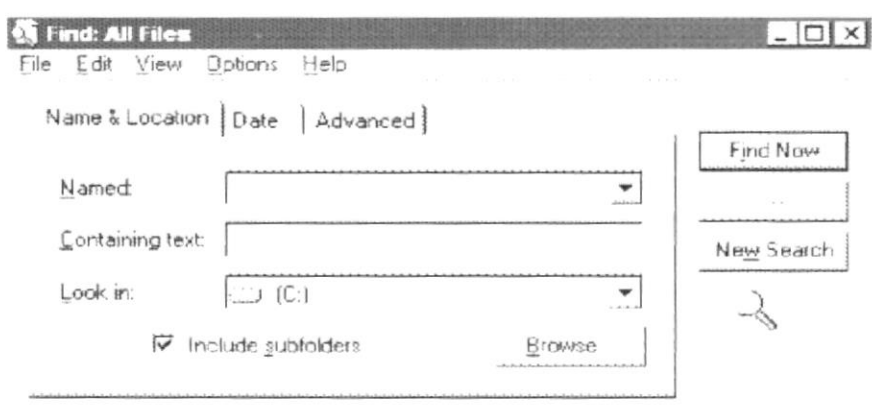 Find: All Files
File Edit View Options Help
Name & Location Date Advanced
Find Now
Named:
Containing text:
New Search
Look in: (C:)
Include subfolders Browse